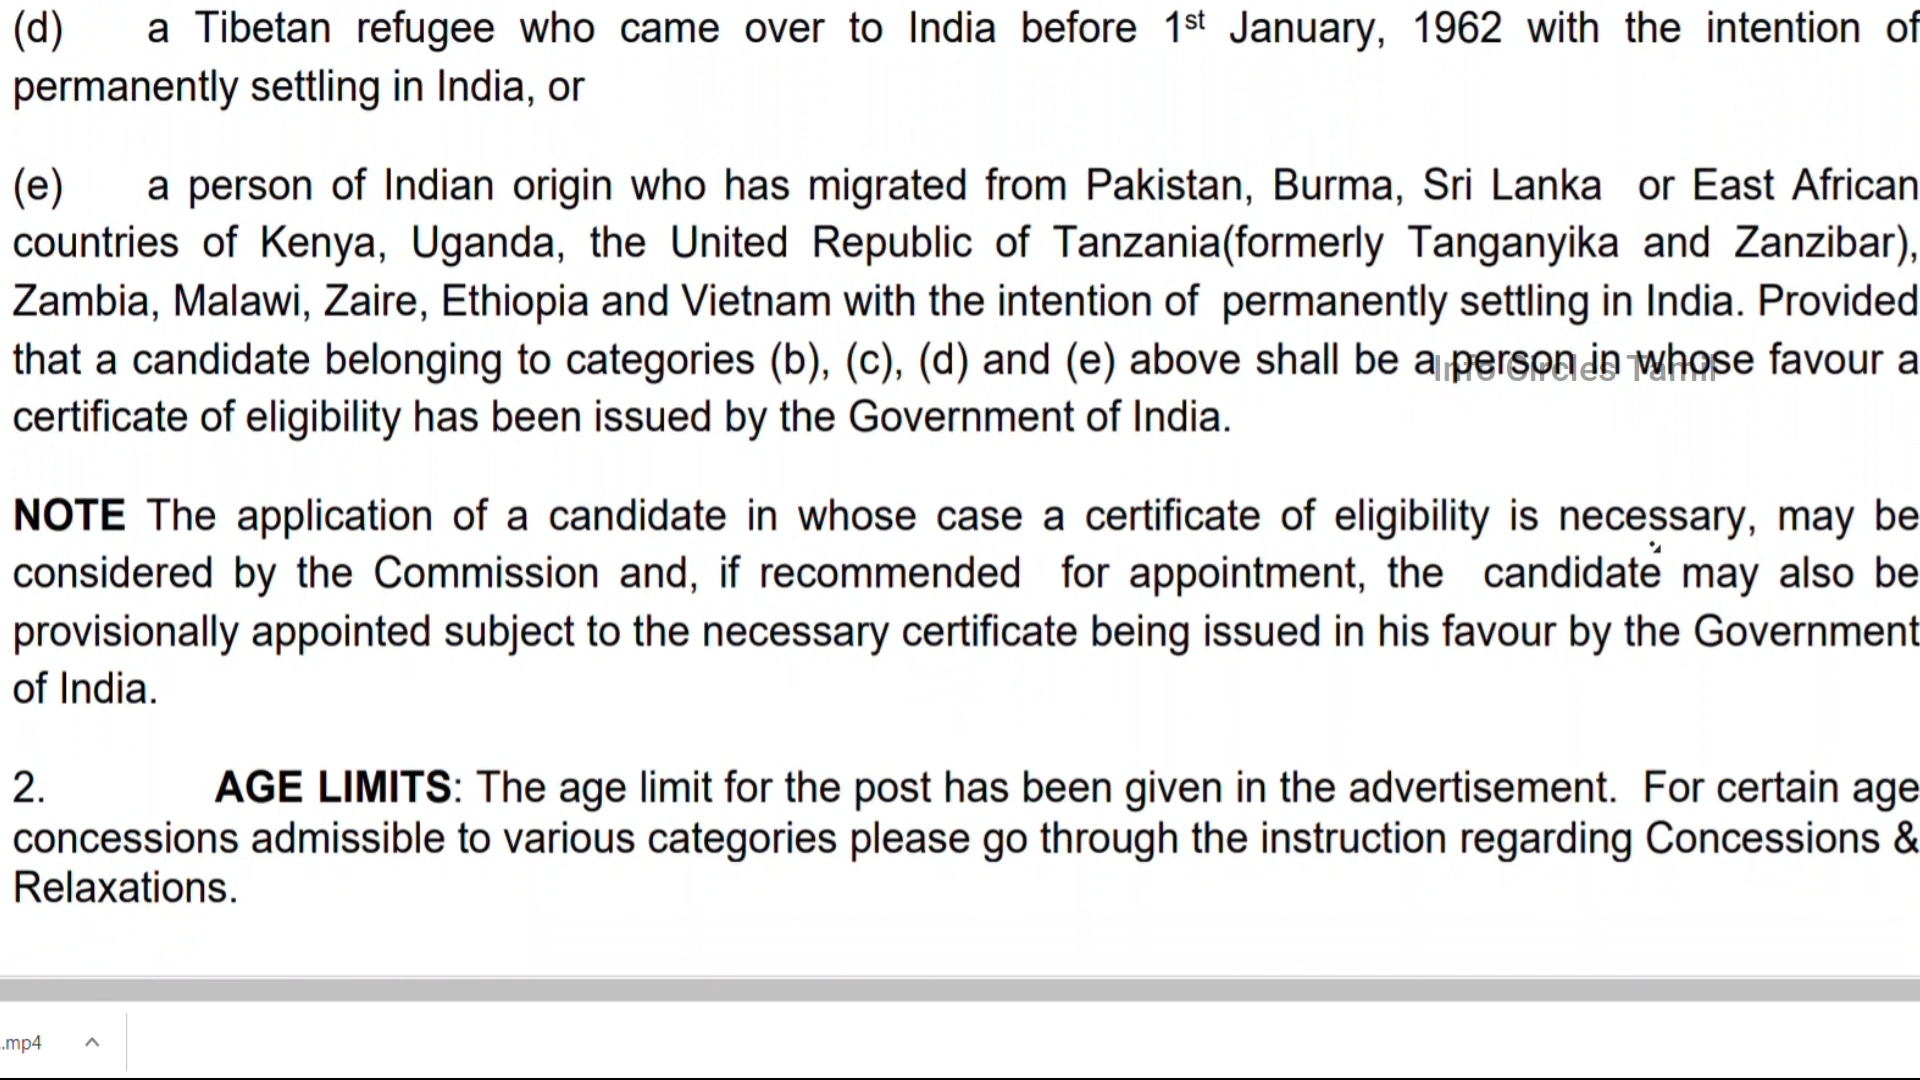 (d) a Tibetan refugee who came over to India before 1st January, 1962 with the intention of
permanently settling in India, or
(e) a person of Indian origin who has migrated from Pakistan, Burma, Sri Lanka or East African
countries of Kenya, Uganda, the United Republic of Tanzania(formerly Tanganyika and Zanzibar),
Zambia, Malawi, Zaire, Ethiopia and Vietnam with the intention of permanently settling in India. Provided
that a candidate belonging to categories (b), (c), (d) and (e) above shall be a person in whose favour a
Info Circles Tamil
certificate of eligibility has been issued by the Government of India.
NOTE The application of a candidate in whose case a certificate of eligibility is necessary, may be
considered by the Commission and, if recommended for appointment, the candidate may also be
provisionally appointed subject to the necessary certificate being issued in his favour by the Government
of India.
2. AGE LIMITS: The age limit for the post has been given in the advertisement. For certain age
concessions admissible to various categories please go through the instruction regarding Concessions &
Relaxations.
.mp4